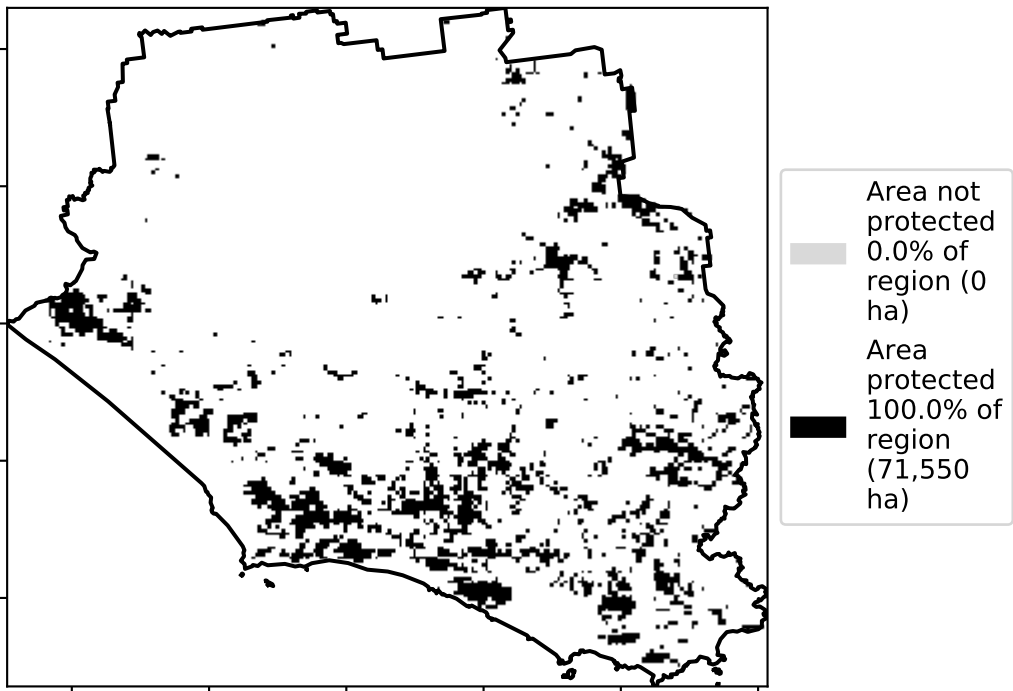 Area not
protected
0.0% of
region (0
ha)
Area
protected
100.0% of
region
(71,550
ha)